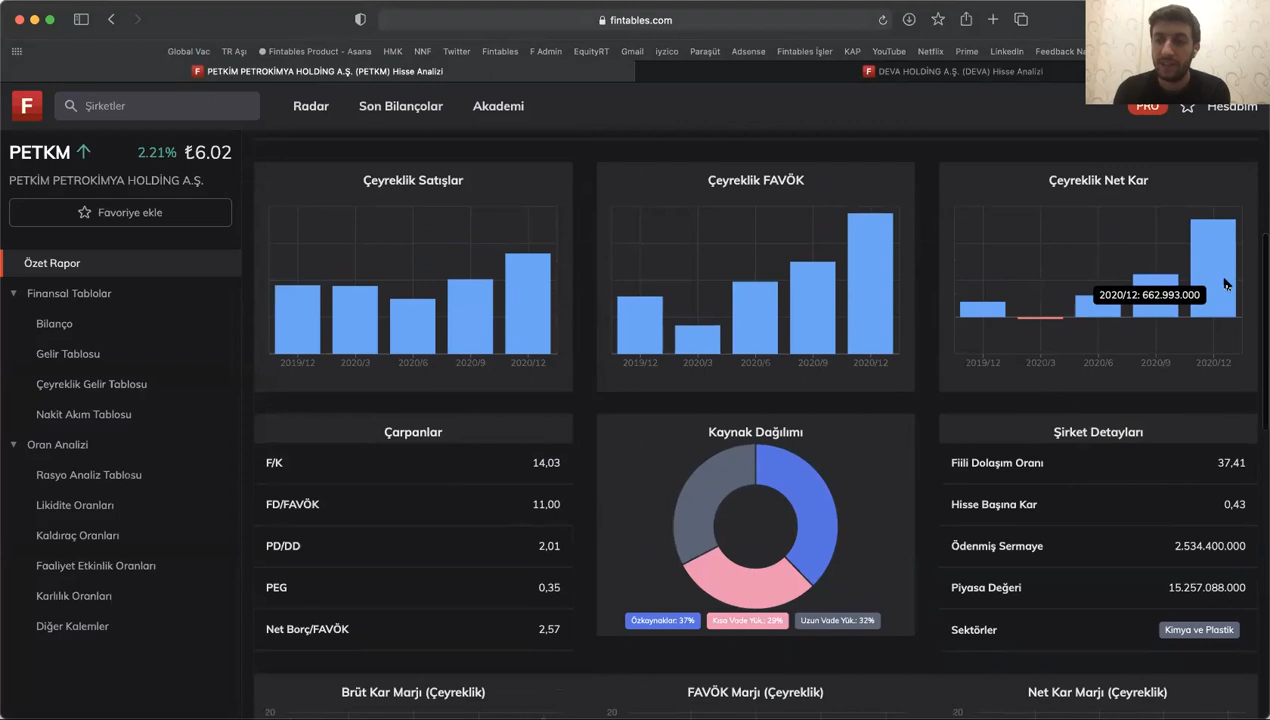 fintables.com
Global Vac TR Aşı Fintables Product - Asana HMK NNF Twitter Fintables F Admin EquityRT Gmail iyzico Paraşüt Adsense Fintables İşler KAP YouTube Netflix Prime LinkedIn Feedback
F PETKİM PETROKİMYA HOLDİNG A.Ş. (PETKM) Hisse Analizi
F DEVA HOLDİNG A.Ş. (DEVA) Hisse Analizi
F
Şirketler
Radar
Son Bilançolar
Akademi
PRO
Hesabım
PETKM 2.21% ₺6.02
PETKİM PETROKİMYA HOLDİNG A.Ş.
Favoriye ekle
Özet Rapor
Finansal Tablolar
Bilanço
Gelir Tablosu
Çeyreklik Gelir Tablosu
Nakit Akım Tablosu
Oran Analizi
Rasyo Analiz Tablosu
Likidite Oranları
Kaldıraç Oranları
Faaliyet Etkinlik Oranları
Karlılık Oranları
Diğer Kalemler
Çeyreklik Satışlar
2019/12 2020/3 2020/6 2020/9 2020/12
Çeyreklik FAVÖK
2019/12 2020/3 2020/6 2020/9 2020/12
Çeyreklik Net Kar
2020/12: 662.993.000
2019/12 2020/3 2020/6 2020/9 2020/12
Çarpanlar
F/K 14,03
FD/FAVÖK 11,00
PD/DD 2,01
PEG 0,35
Net Borç/FAVÖK 2,57
Kaynak Dağılımı
Özkaynaklar: 37% Kısa Vade Yük.: 29% Uzun Vade Yük.: 32%
Şirket Detayları
Fiili Dolaşım Oranı 37,41
Hisse Başına Kar 0,43
Ödenmiş Sermaye 2.534.400.000
Piyasa Değeri 15.257.088.000
Sektörler Kimya ve Plastik
Brüt Kar Marjı (Çeyreklik)
20
FAVÖK Marjı (Çeyreklik)
20
Net Kar Marjı (Çeyreklik)
20